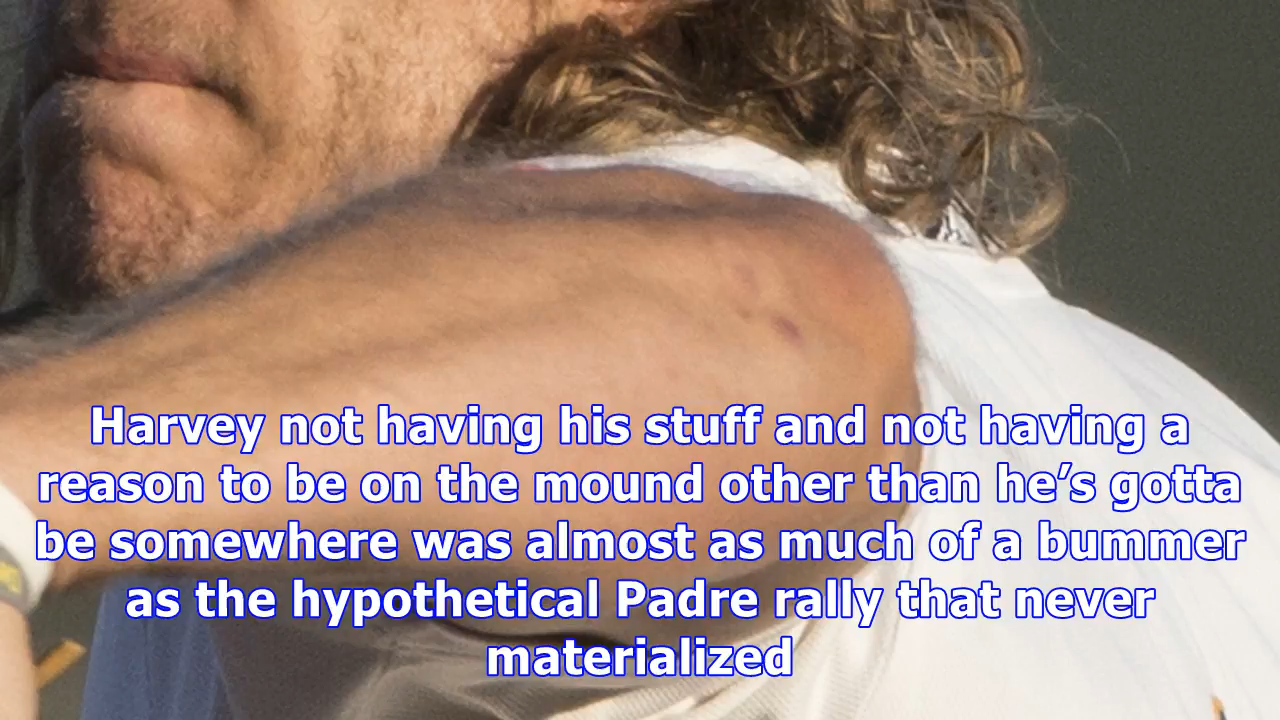 Harvey not having his stuff and not having a
reason to be on the mound other than he’s gotta
be somewhere was almost as much of a bummer
as the hypothetical Padre rally that never
materialized